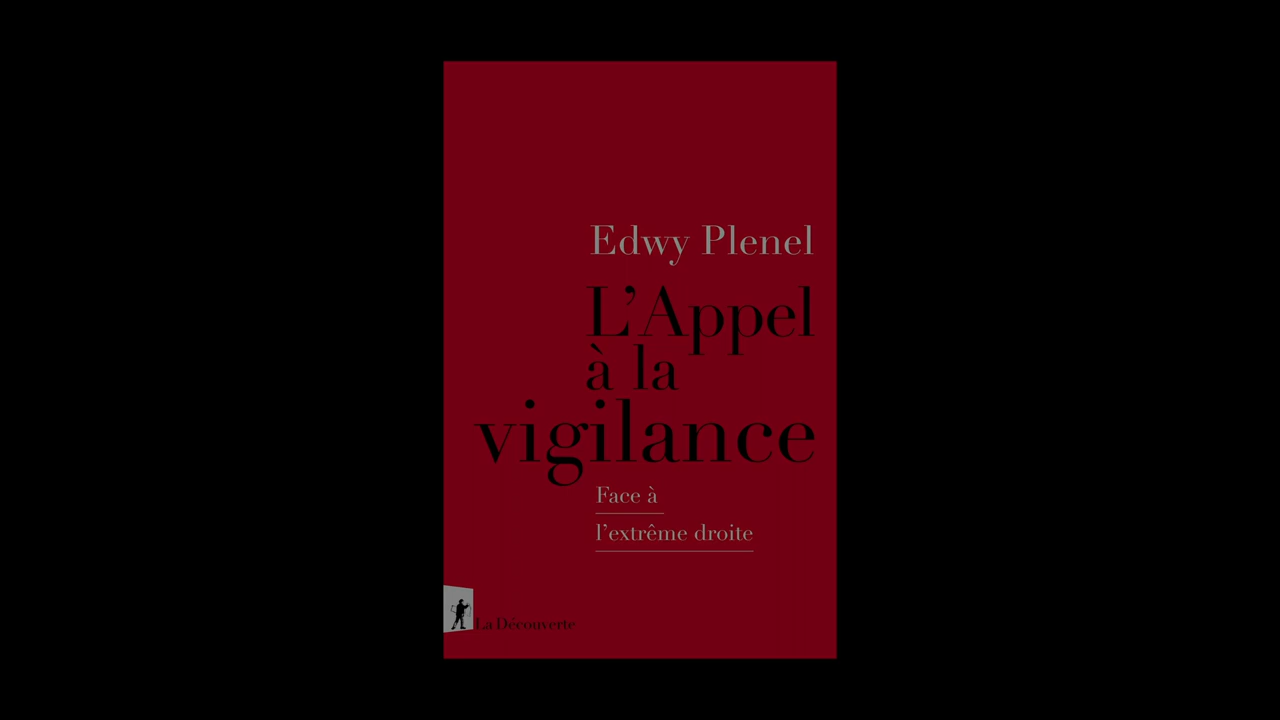 Edwy Plenel
L’Appel
à la
vigilance
Face à
l’extrême droite
La Découverte